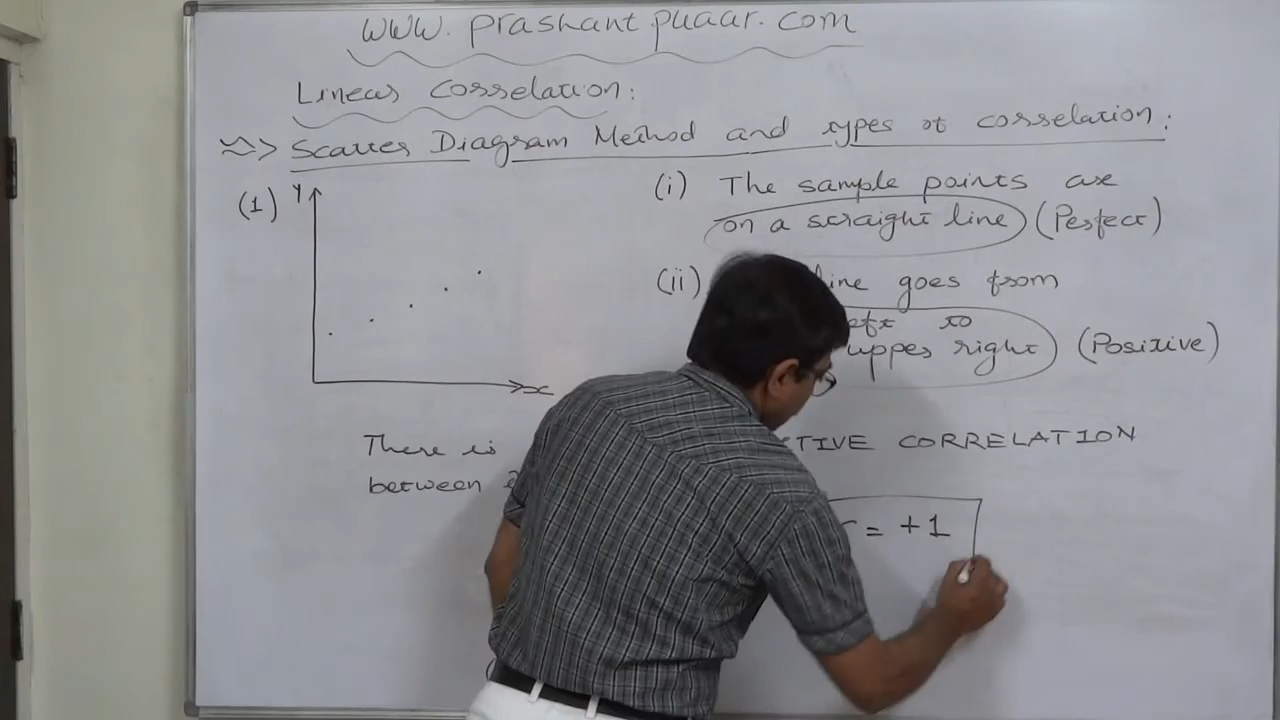 www.prashantpuaar.com
Linear Correlation:
=> Scatter Diagram Method and types of correlation:
(1) Y
x
(i) The sample points are
on a straight line (Perfect)
(ii) line goes from
left to
upper right (Positive)
There is
CORRELATION
between
r = +1